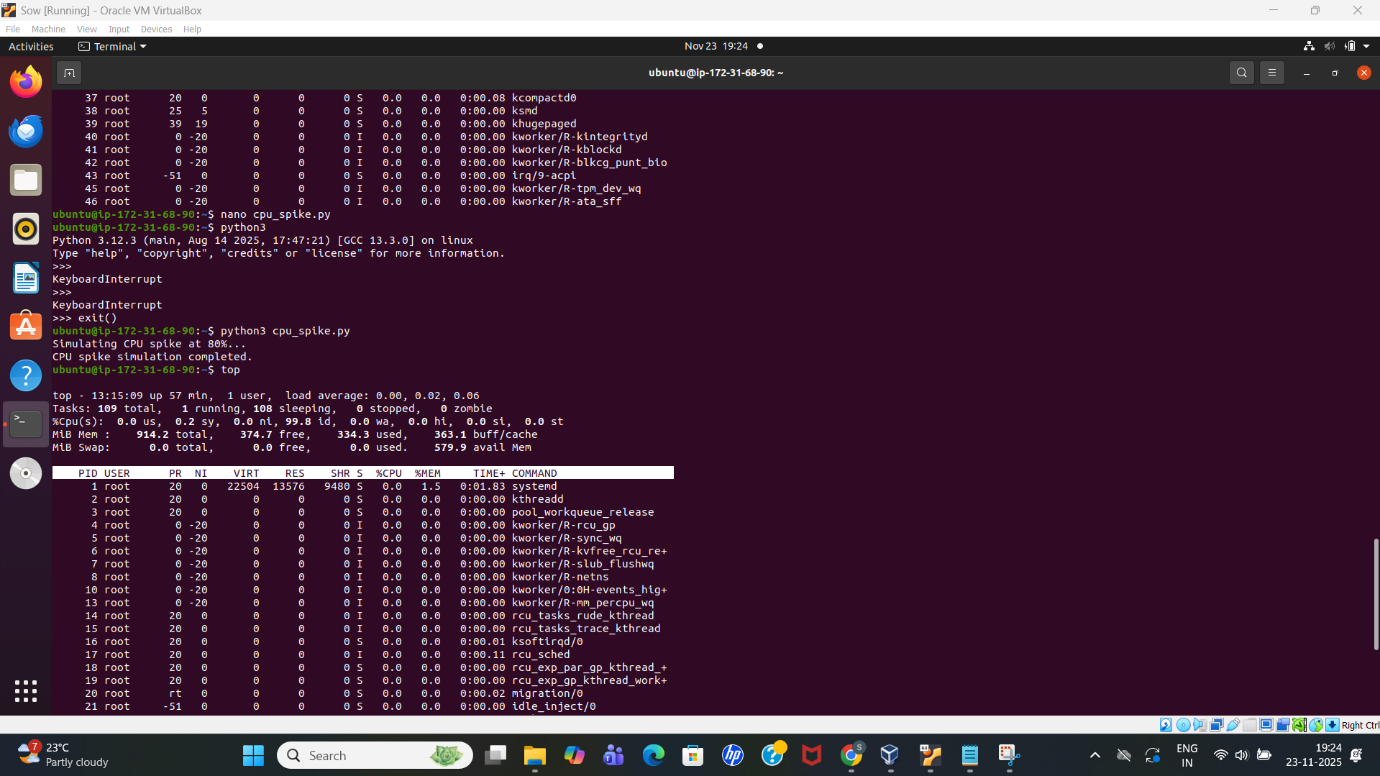 Sow [Running] - Oracle VM VirtualBox
File Machine View Input Devices Help
Activities Terminal Nov 23 19:24
ubuntu@ip-172-31-68-90: ~
37 root 20 0 0 0 0 S 0.0 0.0 0:00.08 kcompactd0
38 root 25 5 0 0 0 S 0.0 0.0 0:00.00 ksmd
39 root 39 19 0 0 0 S 0.0 0.0 0:00.00 khugepaged
40 root 0 -20 0 0 0 I 0.0 0.0 0:00.00 kworker/R-kintegrityd
41 root 0 -20 0 0 0 I 0.0 0.0 0:00.00 kworker/R-kblockd
42 root 0 -20 0 0 0 I 0.0 0.0 0:00.00 kworker/R-blkcg_punt_bio
43 root -51 0 0 0 0 S 0.0 0.0 0:00.00 irq/9-acpi
45 root 0 -20 0 0 0 I 0.0 0.0 0:00.00 kworker/R-tpm_dev_wq
46 root 0 -20 0 0 0 I 0.0 0.0 0:00.00 kworker/R-ata_sff
ubuntu@ip-172-31-68-90:~$ nano cpu_spike.py
ubuntu@ip-172-31-68-90:~$ python3
Python 3.12.3 (main, Aug 14 2025, 17:47:21) [GCC 13.3.0] on linux
Type "help", "copyright", "credits" or "license" for more information.
>>>
KeyboardInterrupt
>>>
KeyboardInterrupt
>>> exit()
ubuntu@ip-172-31-68-90:~$ python3 cpu_spike.py
Simulating CPU spike at 80%...
CPU spike simulation completed.
ubuntu@ip-172-31-68-90:~$ top
top - 13:15:09 up 57 min, 1 user, load average: 0.00, 0.02, 0.06
Tasks: 109 total, 1 running, 108 sleeping, 0 stopped, 0 zombie
%Cpu(s): 0.0 us, 0.2 sy, 0.0 ni, 99.8 id, 0.0 wa, 0.0 hi, 0.0 si, 0.0 st
MiB Mem : 914.2 total, 374.7 free, 334.3 used, 363.1 buff/cache
MiB Swap: 0.0 total, 0.0 free, 0.0 used. 579.9 avail Mem
PID USER PR NI VIRT RES SHR S %CPU %MEM TIME+ COMMAND
1 root 20 0 22504 13576 9480 S 0.0 1.5 0:01.83 systemd
2 root 20 0 0 0 0 S 0.0 0.0 0:00.00 kthreadd
3 root 20 0 0 0 0 S 0.0 0.0 0:00.00 pool_workqueue_release
4 root 0 -20 0 0 0 I 0.0 0.0 0:00.00 kworker/R-rcu_gp
5 root 0 -20 0 0 0 I 0.0 0.0 0:00.00 kworker/R-sync_wq
6 root 0 -20 0 0 0 I 0.0 0.0 0:00.00 kworker/R-kvfree_rcu_re+
7 root 0 -20 0 0 0 I 0.0 0.0 0:00.00 kworker/R-slub_flushwq
8 root 0 -20 0 0 0 I 0.0 0.0 0:00.00 kworker/R-netns
10 root 0 -20 0 0 0 I 0.0 0.0 0:00.00 kworker/0:0H-events_hig+
13 root 0 -20 0 0 0 I 0.0 0.0 0:00.00 kworker/R-mm_percpu_wq
14 root 20 0 0 0 0 I 0.0 0.0 0:00.00 rcu_tasks_rude_kthread
15 root 20 0 0 0 0 I 0.0 0.0 0:00.00 rcu_tasks_trace_kthread
16 root 20 0 0 0 0 S 0.0 0.0 0:00.01 ksoftirqd/0
17 root 20 0 0 0 0 I 0.0 0.0 0:00.11 rcu_sched
18 root 20 0 0 0 0 S 0.0 0.0 0:00.00 rcu_exp_par_gp_kthread_+
19 root 20 0 0 0 0 S 0.0 0.0 0:00.00 rcu_exp_gp_kthread_work+
20 root rt 0 0 0 0 S 0.0 0.0 0:00.02 migration/0
21 root -51 0 0 0 0 S 0.0 0.0 0:00.00 idle_inject/0
Right Ctrl
7
23°C
Partly cloudy
Search
S
ENG
IN
19:24
23-11-2025